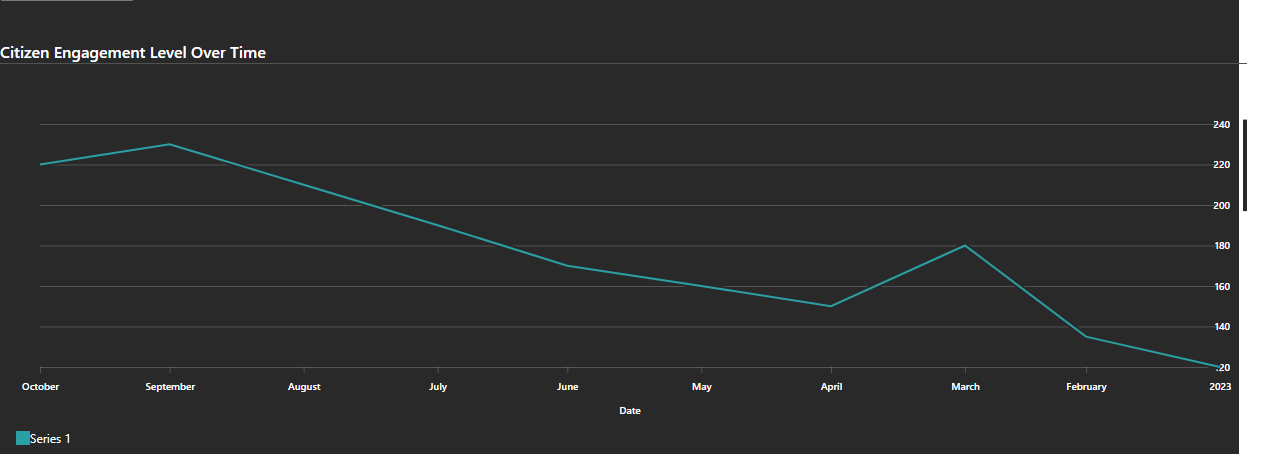 Citizen Engagement Level Over Time
240
220
200
180
160
140
20
October September August July June May April March February 2023
Date
Series 1